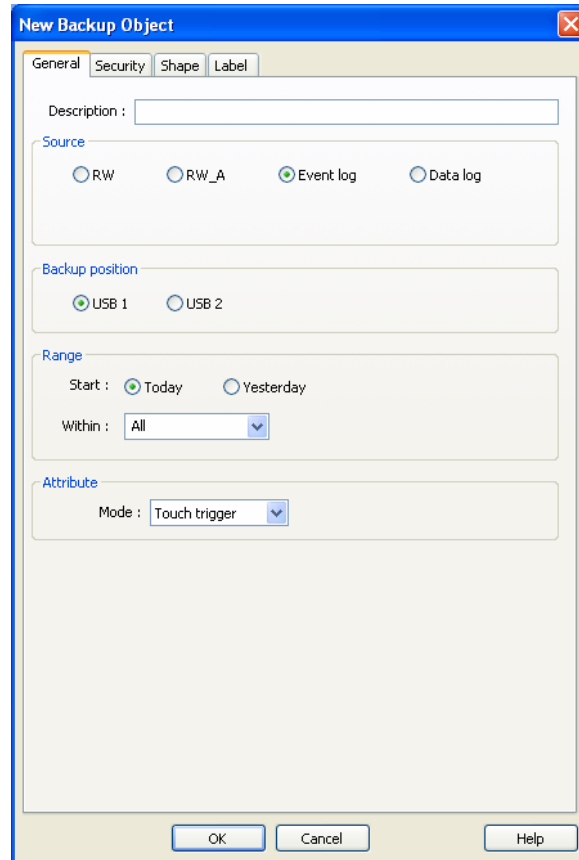 New Backup Object
General Security Shape Label
Description :
Source
RW RW_A Event log Data log
Backup position
USB 1 USB 2
Range
Start : Today Yesterday
Within : All
Attribute
Mode : Touch trigger
OK Cancel Help